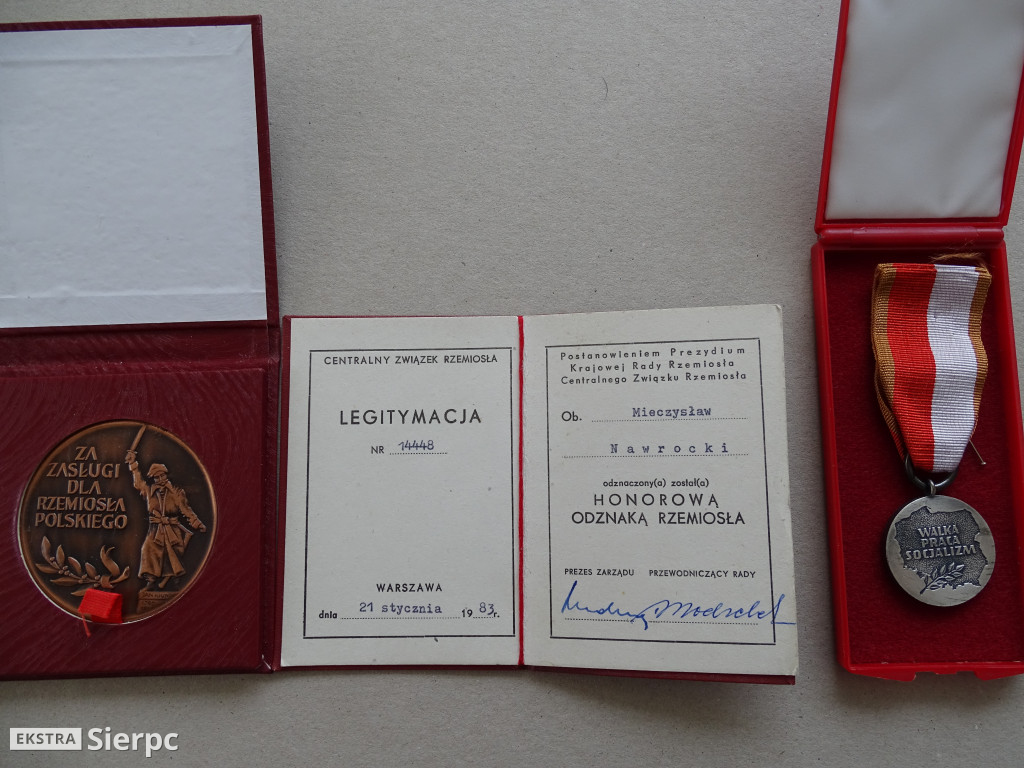 ZA
ZASŁUGI
DLA
RZEMIOSŁA
POLSKIEGO
CENTRALNY ZWIĄZEK RZEMIOSŁA
LEGITYMACJA
NR 14448
WARSZAWA
dnia 21 stycznia 1983r.
Postanowieniem Prezydium
Krajowej Rady Rzemiosła
Centralnego Związku Rzemiosła
Ob. Mieczysław
Nawrocki
odznaczony(a) został(a)
HONOROWĄ
ODZNAKĄ RZEMIOSŁA
PREZES ZARZĄDU PRZEWODNICZĄCY RADY
WALKA
PRACA
SOCJALIZM
EKSTRA Sierpc